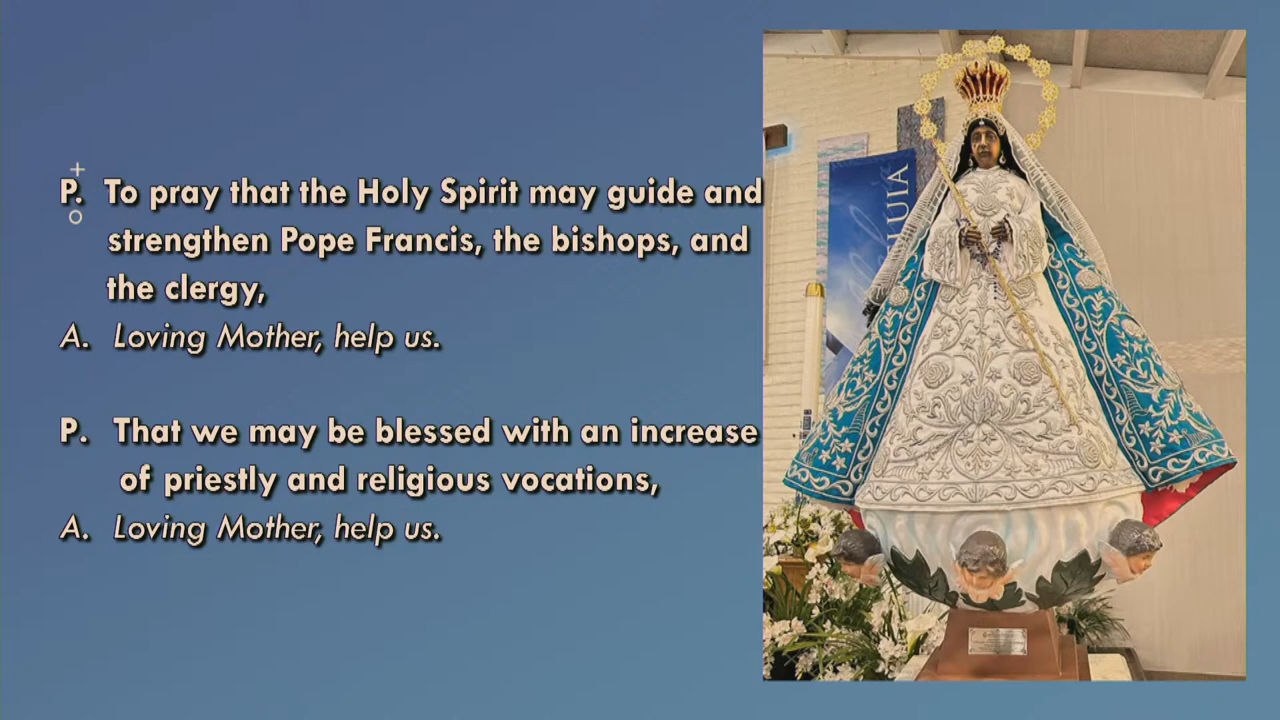 P. To pray that the Holy Spirit may guide and
strengthen Pope Francis, the bishops, and
the clergy,
A. Loving Mother, help us.
P. That we may be blessed with an increase
of priestly and religious vocations,
A. Loving Mother, help us.